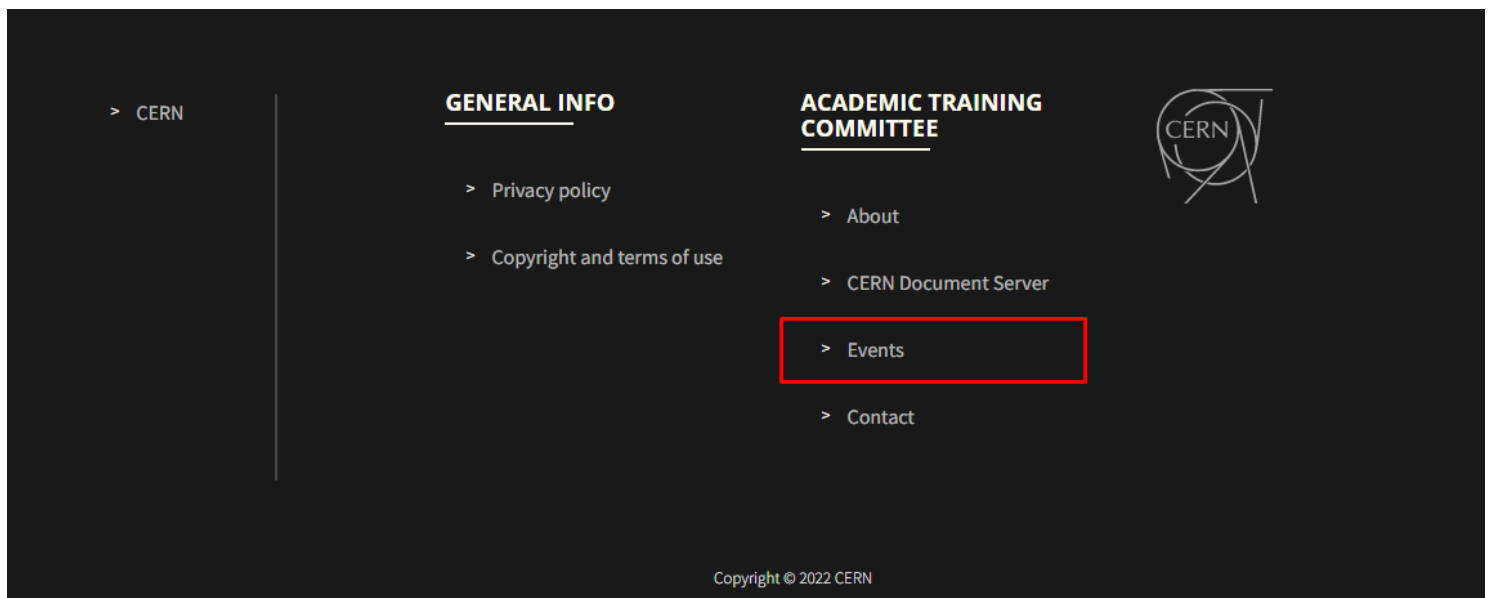 > CERN
GENERAL INFO
> Privacy policy
> Copyright and terms of use
ACADEMIC TRAINING
COMMITTEE
> About
> CERN Document Server
> Events
> Contact
CERN
Copyright © 2022 CERN